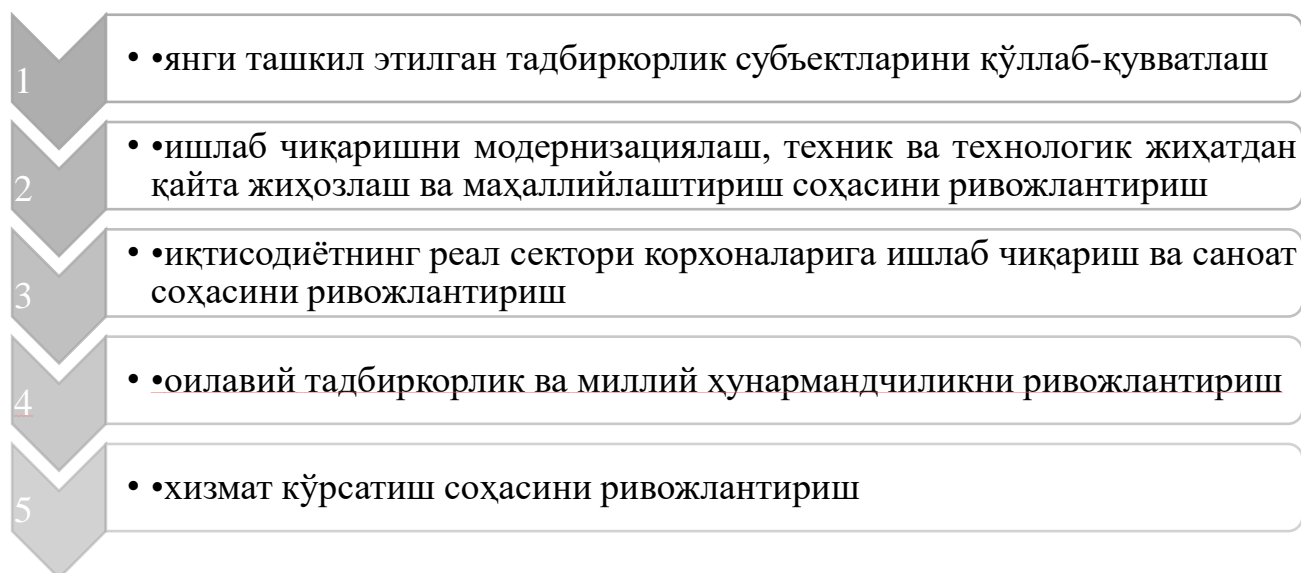 1
• •янги ташкил этилган тадбиркорлик субъектларини қўллаб-қувватлаш
2
• •ишлаб чиқаришни модернизациялаш, техник ва технологик жиҳатдан
қайта жиҳозлаш ва маҳаллийлаштириш соҳасини ривожлантириш
3
• •иқтисодиётнинг реал сектори корхоналарига ишлаб чиқариш ва саноат
соҳасини ривожлантириш
4
• •оилавий тадбиркорлик ва миллий ҳунармандчиликни ривожлантириш
5
• •хизмат кўрсатиш соҳасини ривожлантириш